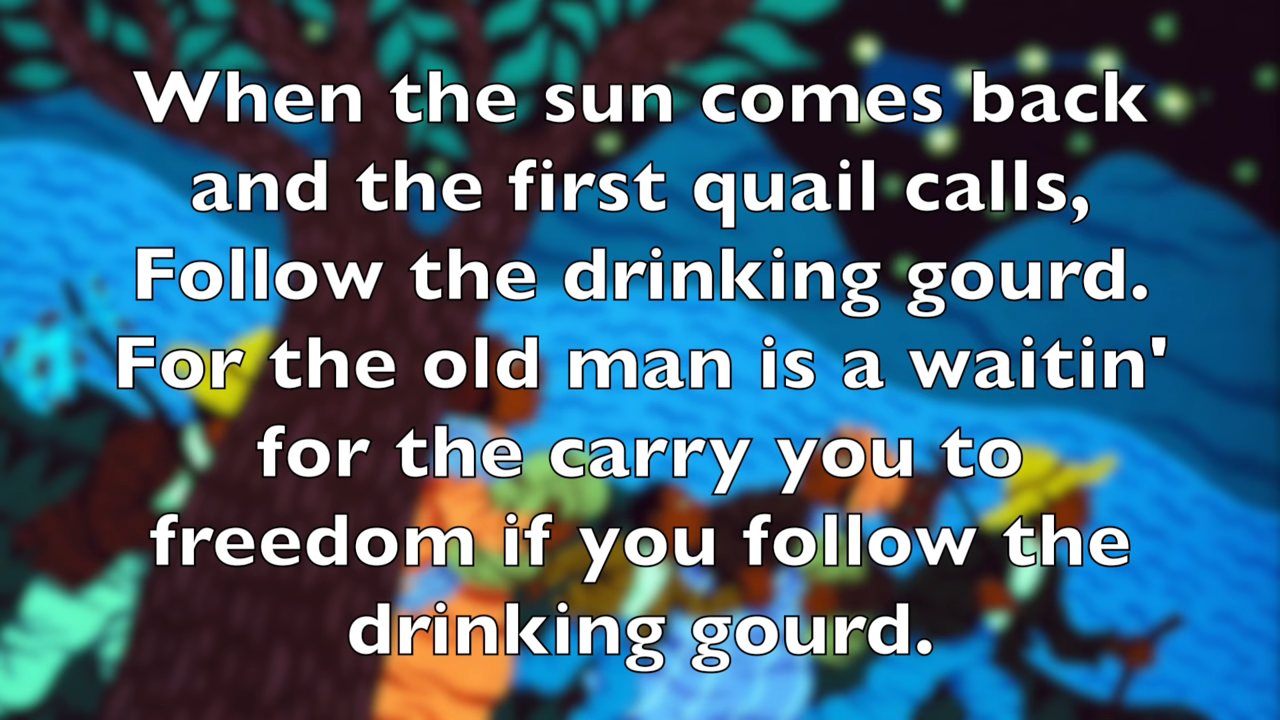 When the sun comes back
and the first quail calls,
Follow the drinking gourd.
For the old man is a waitin'
for the carry you to
freedom if you follow the
drinking gourd.